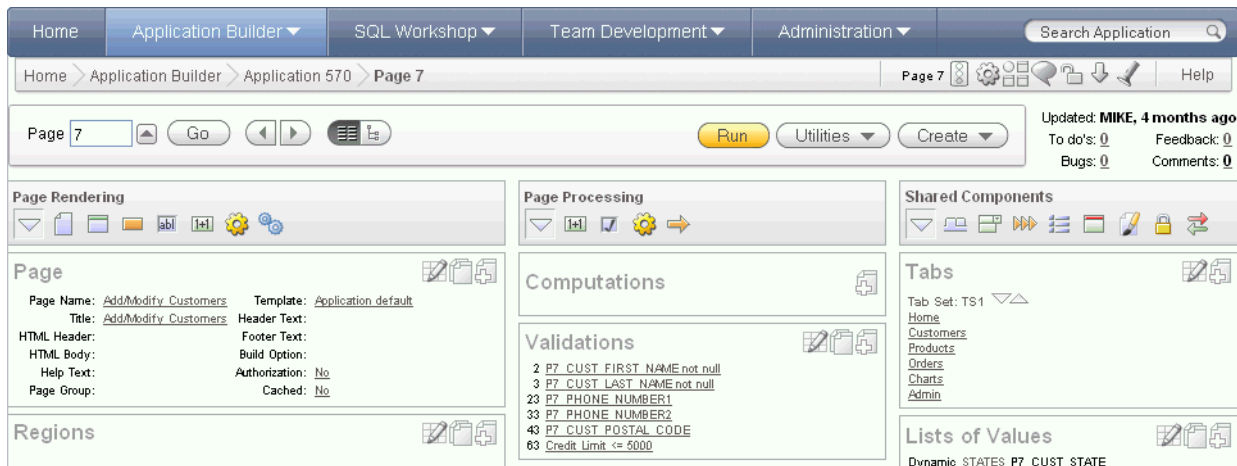 Home Application Builder SQL Workshop Team Development Administration Search Application
Home Application Builder Application 570 Page 7 Page 7 Help
Page 7 Go Run Utilities Create
Updated: MIKE, 4 months ago
To do's: 0 Feedback: 0
Bugs: 0 Comments: 0
Page Rendering
Page Processing
Shared Components
Page
Page Name: Add/Modify Customers Template: Application default
Title: Add/Modify Customers Header Text:
HTML Header: Footer Text:
HTML Body: Build Option:
Help Text: Authorization: No
Page Group: Cached: No
Regions
Computations
Validations
2 P7_CUST_FIRST_NAME not null
3 P7_CUST_LAST_NAME not null
23 P7_PHONE_NUMBER1
33 P7_PHONE_NUMBER2
43 P7_CUST_POSTAL_CODE
63 Credit Limit <= 5000
Tabs
Tab Set: TS1
Home
Customers
Products
Orders
Charts
Admin
Lists of Values
Dynamic STATES P7_CUST_STATE